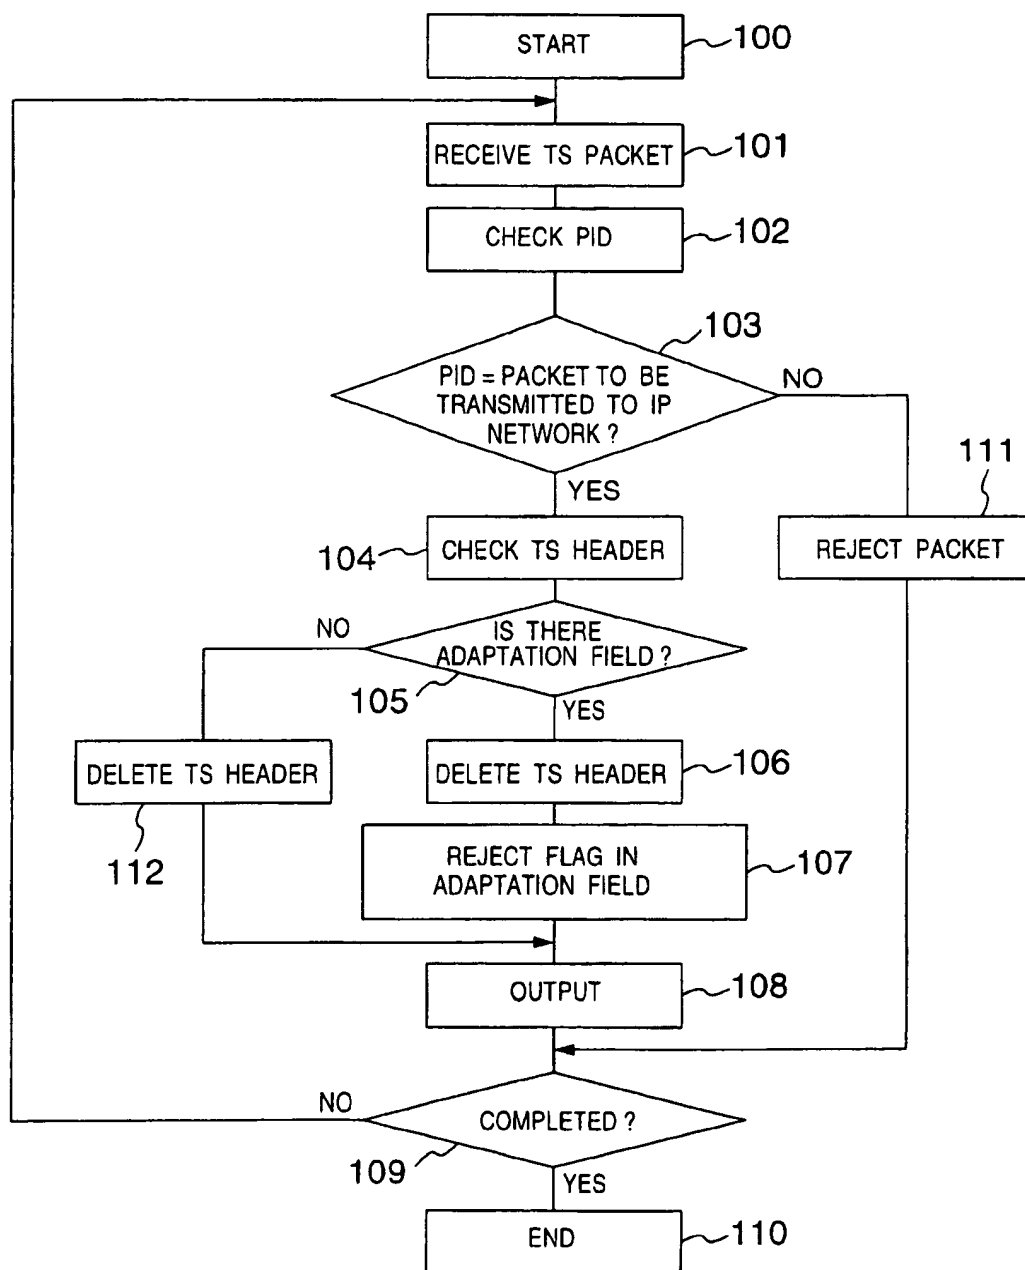 START
100
RECEIVE TS PACKET
101
CHECK PID
102
103
PID = PACKET TO BE
TRANSMITTED TO IP
NETWORK ?
NO
YES
111
104
CHECK TS HEADER
REJECT PACKET
NO
IS THERE
ADAPTATION FIELD ?
105
YES
DELETE TS HEADER
112
DELETE TS HEADER
106
REJECT FLAG IN
ADAPTATION FIELD
107
OUTPUT
108
NO
COMPLETED ?
109
YES
END
110